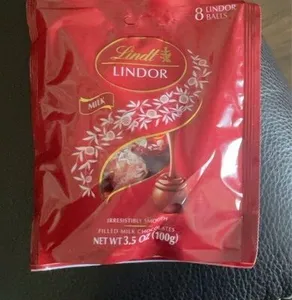 8 LINDOR
BALLS
Lindt
LINDOR
MILK
IRRESISTIBLY SMOOTH
FILLED MILK CHOCOLATES
NET WT 3.5 OZ (100g)